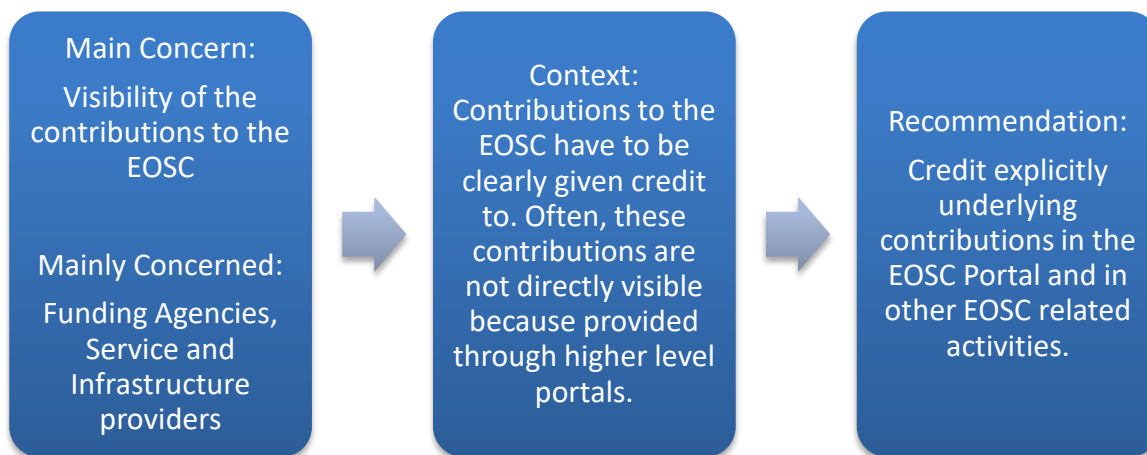 Main Concern:
Visibility of the
contributions to the
EOSC
Mainly Concerned:
Funding Agencies,
Service and
Infrastructure
providers
Context:
Contributions to the
EOSC have to be
clearly given credit
to. Often, these
contributions are
not directly visible
because provided
through higher level
portals.
Recommendation:
Credit explicitly
underlying
contributions in the
EOSC Portal and in
other EOSC related
activities.